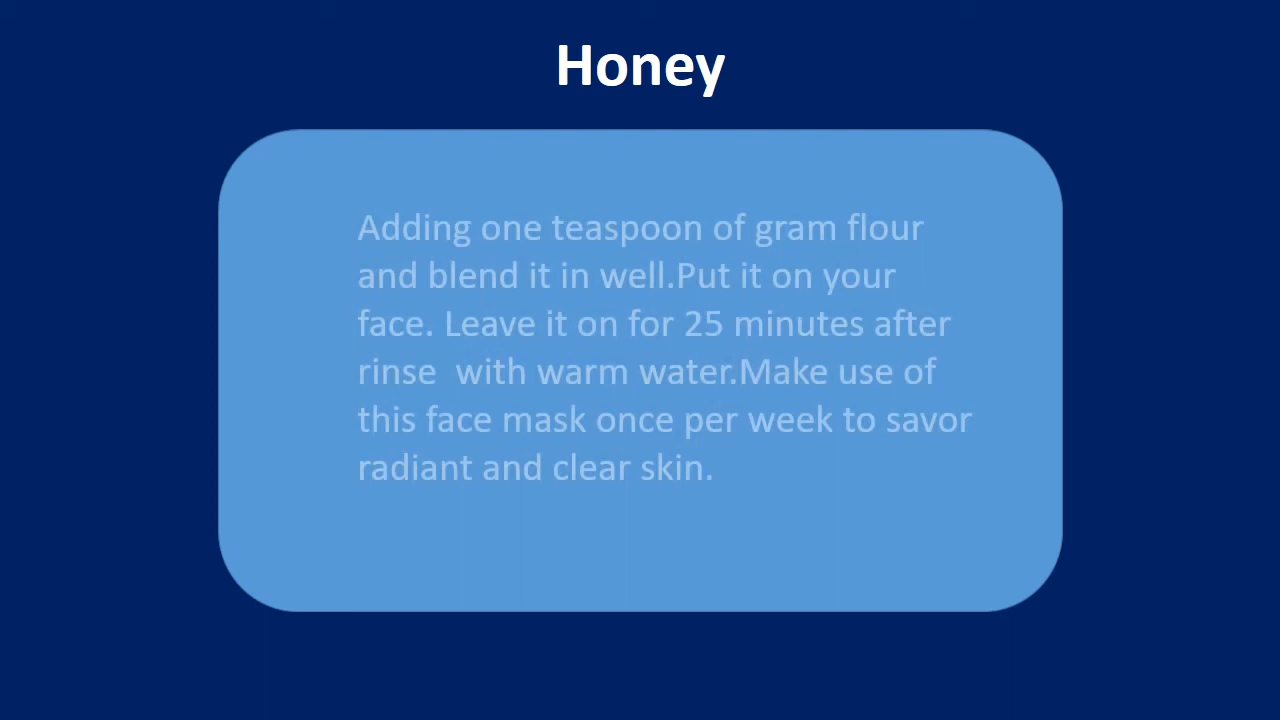 Honey
Adding one teaspoon of gram flour
and blend it in well.Put it on your
face. Leave it on for 25 minutes after
rinse  with warm water.Make use of
this face mask once per week to savor
radiant and clear skin.